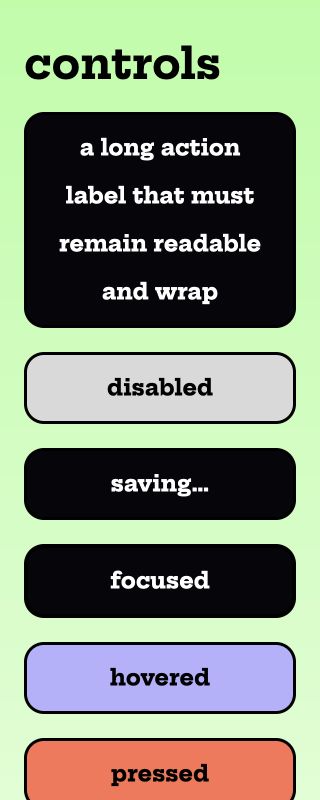 controls
a long action
label that must
remain readable
and wrap
disabled
saving...
focused
hovered
pressed